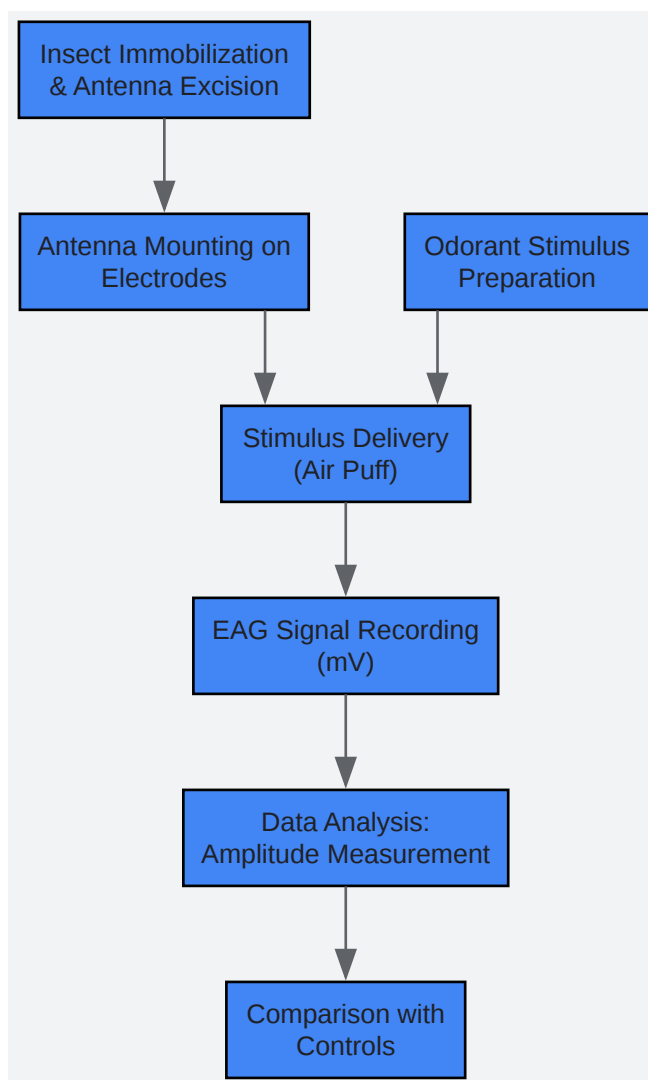 Insect Immobilization
& Antenna Excision
Antenna Mounting on
Electrodes
Odorant Stimulus
Preparation
Stimulus Delivery
(Air Puff)
EAG Signal Recording
(mV)
Data Analysis:
Amplitude Measurement
Comparison with
Controls